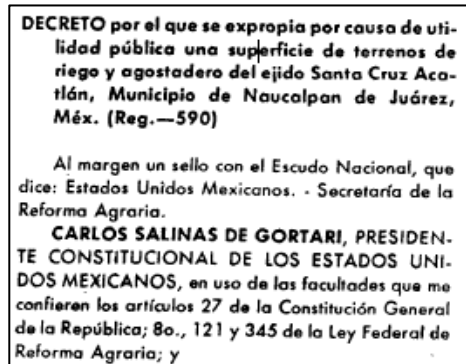 DECRETO por el que se expropia por causa de uti-
lidad pública una superficie de terrenos de
riego y agostadero del ejido Santa Cruz Aca-
tlán, Municipio de Naucalpan de Juárez,
Méx. (Reg.—590)
Al margen un sello con el Escudo Nacional, que
dice: Estados Unidos Mexicanos. - Secretaría de la
Reforma Agraria.
CARLOS SALINAS DE GORTARI, PRESIDEN-
TE CONSTITUCIONAL DE LOS ESTADOS UNI-
DOS MEXICANOS, en uso de las facultades que me
confieren los artículos 27 de la Constitución General
de la República; 8o., 121 y 345 de la Ley Federal de
Reforma Agraria; y